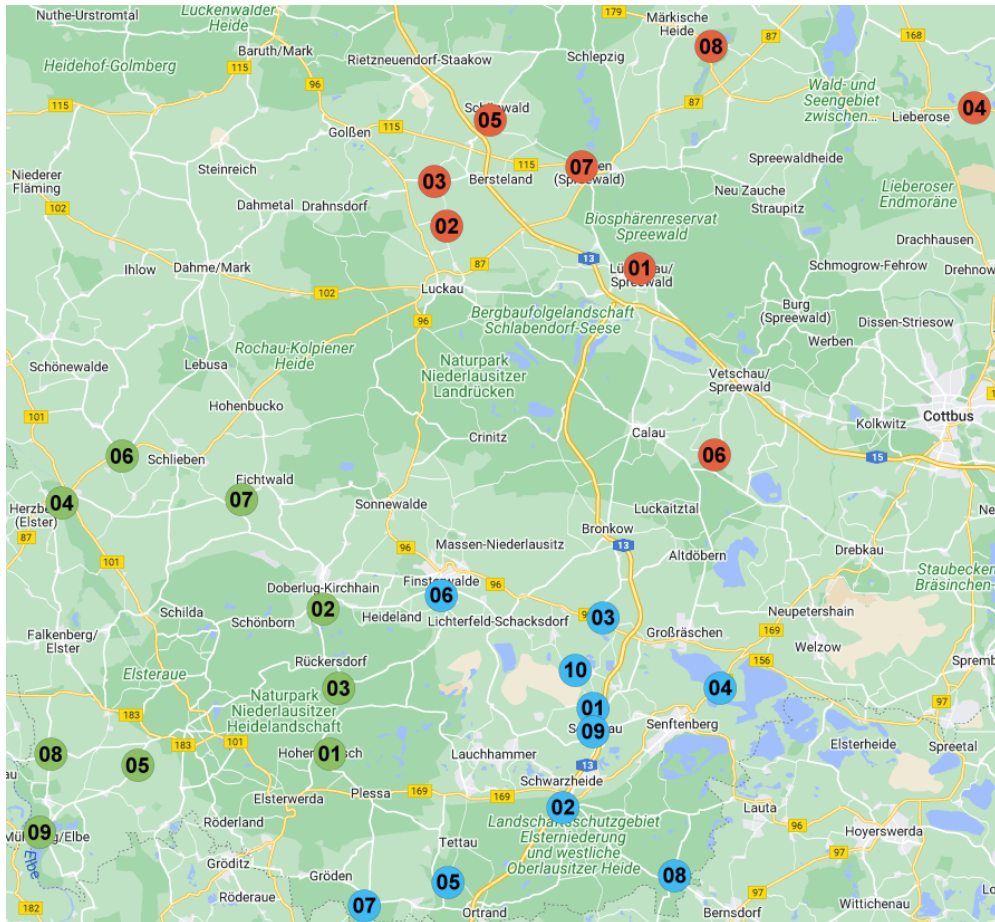 Nuthe-Urstromtal
Luckenwalder
Heide
179
Märkische
Heide
87
168
Baruth/Mark
Rietzneuendorf-Staakow
Schlepzig
08
Heidehof-Golmberg
115
96
Wald- und
Seengebiet
zwischen...
115
87
04
Lieberose
05
115
Golßen
Steinreich
115
07
(Spreewald)
Spreewaldheide
Niederer
Fläming
03
Bersteland
Neu Zauche
Lieberoser
Endmoräne
102
Dahmetal
Drahnsdorf
02
Biosphärenreservat
Spreewald
Straupitz
Drachhausen
Ihlow
Dahme/Mark
87
13
01
Spreewald
Schmogrow-Fehrow
Drehnow
102
Luckau
96
Bergbaufolgelandschaft
Schlabendorf-Seese
Burg
(Spreewald)
Dissen-Striesow
Werben
Rochau-Kolpiener
Heide
Schönewalde
Lebusa
Naturpark
Niederlausitzer
Landrücken
Vetschau/
Spreewald
101
Hohenbucko
Cottbus
Kolkwitz
Crinitz
Calau
06
Schlieben
06
15
Fichtwald
07
04
Herzbe
(Elster)
87
Sonnewalde
Luckaitztal
Bronkow
96
Massen-Niederlausitz
13
Altdöbern
Drebkau
101
Staubecken
Bräsinchen-
Doberlug-Kirchhain
06
96
Schilda
02
Schönborn
Heideland
Lichterfeld-Schacksdorf
03
Neupetershain
Falkenberg/
Elster
Großräschen
169
Welzow
156
Rückersdorf
10
Elsteraue
03
04
Spremb
183
Naturpark
Niederlausitzer
Heidelandschaft
01
97
183
101
09
Senftenberg
08
01
Lauchhammer
Elsterheide
Spreetal
05
13
Schwarzheide
Elsterwerda
Plessa
169
169
02
Lauta
09
Röderland
Landschaftsschutzgebiet
Elsterniederung
und westliche
Oberlausitzer Heide
96
Hoyerswerda
Elbe
Tettau
97
Gröditz
Gröden
05
08
Röderaue
182
07
Ortrand
97
Bernsdorf
Wittichenau